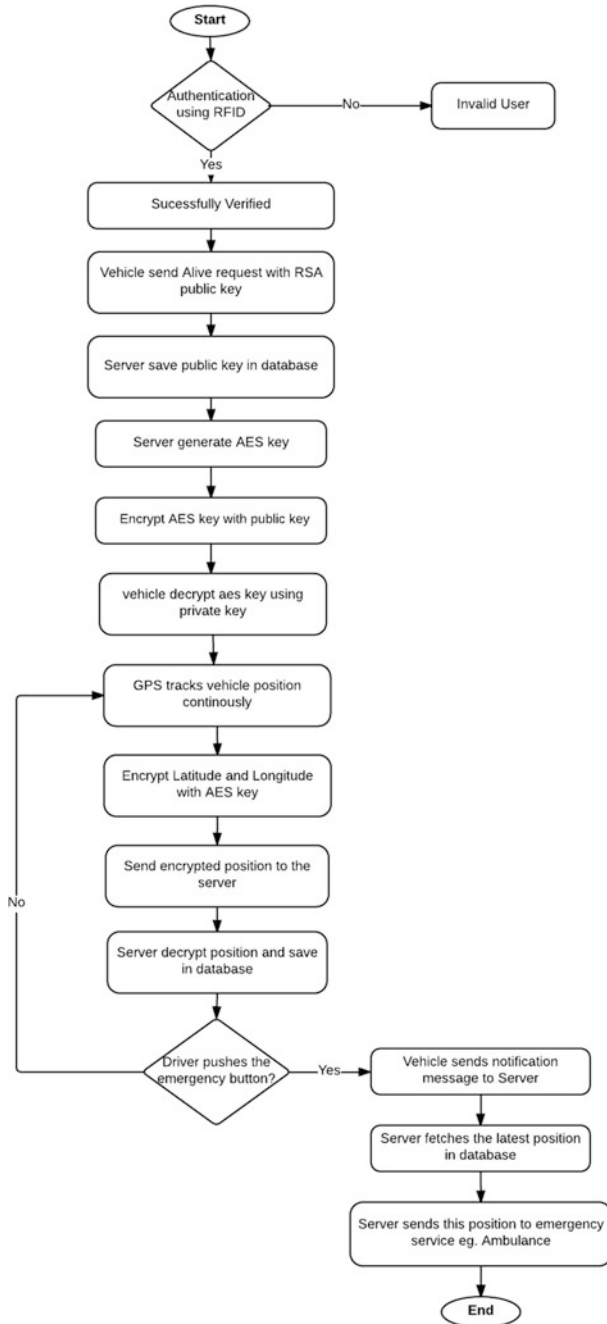 Start
Authentication
using RFID
No
Invalid User
Yes
Sucessfully Verified
Vehicle send Alive request with RSA
public key
Server save public key in database
Server generate AES key
Encrypt AES key with public key
vehicle decrypt aes key using
private key
GPS tracks vehicle position
continously
Encrypt Latitude and Longitude
with AES key
Send encrypted position to the
server
No
Server decrypt position and save
in database
Driver pushes the
emergency button?
Yes
Vehicle sends notification
message to Server
Server fetches the latest position
in database
Server sends this position to emergency
service eg. Ambulance
End